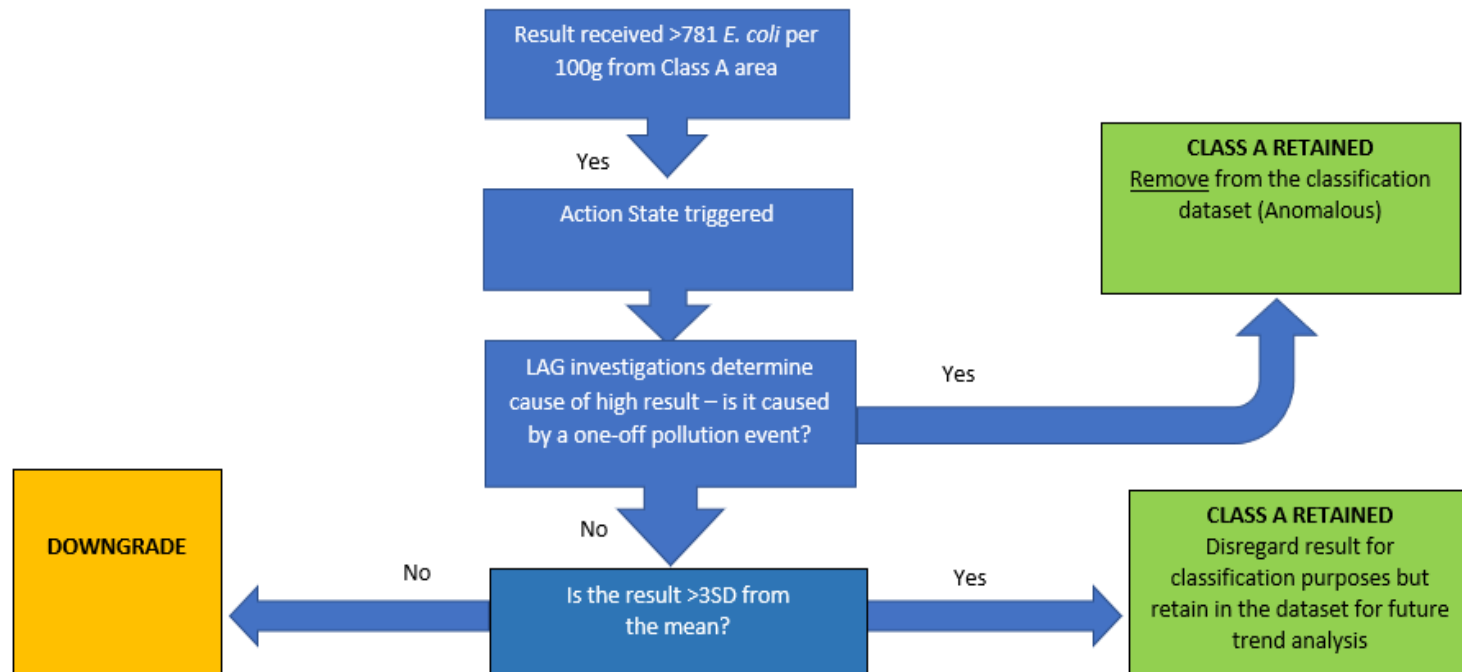 Result received >781 E. coli per
100g from Class A area
Yes
CLASS A RETAINED
Remove from the classification
dataset (Anomalous)
Action State triggered
LAG investigations determine
cause of high result – is it caused
by a one-off pollution event?
Yes
No
DOWNGRADE
No
Is the result >3SD from
the mean?
Yes
CLASS A RETAINED
Disregard result for
classification purposes but
retain in the dataset for future
trend analysis